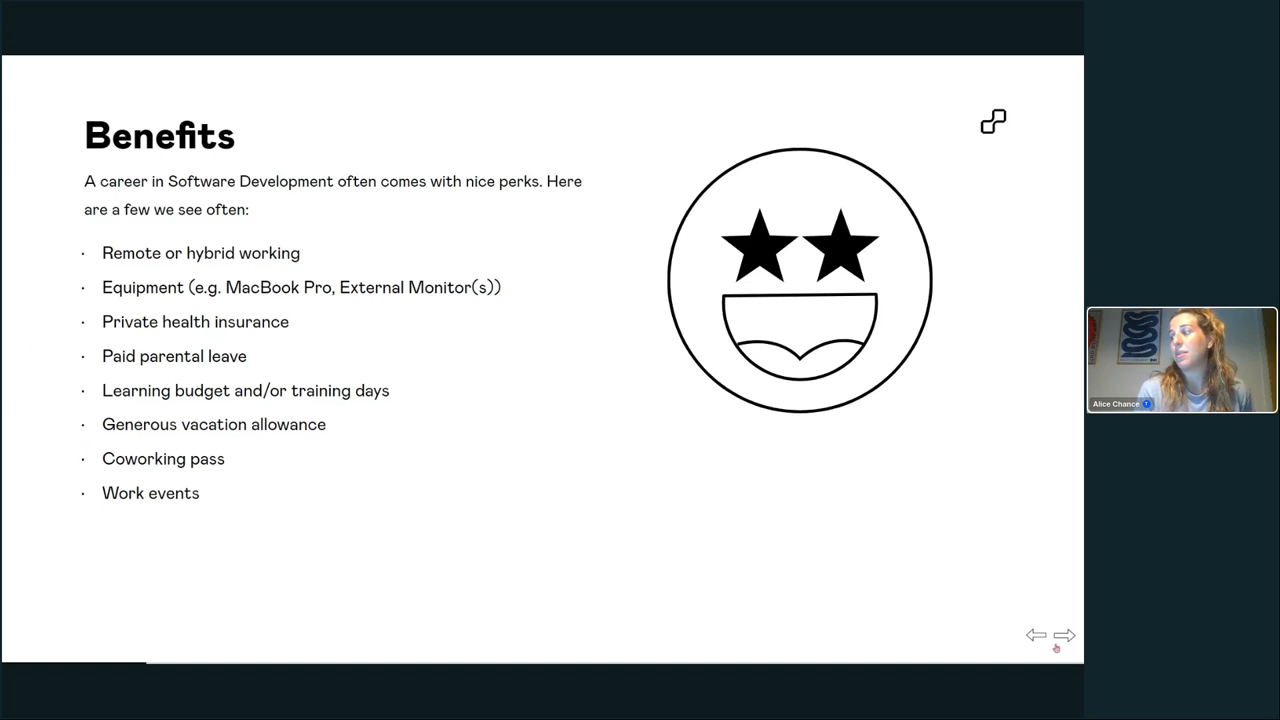 Benefits
A career in Software Development often comes with nice perks. Here
are a few we see often:
· Remote or hybrid working
· Equipment (e.g. MacBook Pro, External Monitor(s))
· Private health insurance
· Paid parental leave
· Learning budget and/or training days
· Generous vacation allowance
· Coworking pass
· Work events
Alice Chance